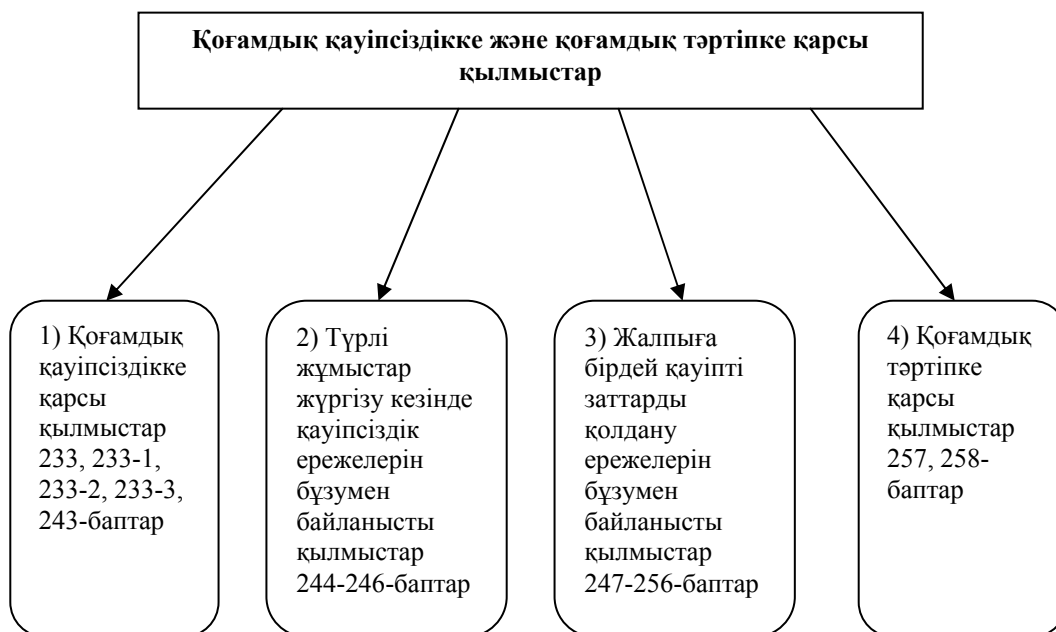 Қоғамдық қауіпсіздікке және қоғамдық тәртіпке қарсы
қылмыстар
1) Қоғамдық
қауіпсіздікке
қарсы
қылмыстар
233, 233-1,
233-2, 233-3,
243-баптар
2) Түрлі
жұмыстар
жүргізу кезінде
қауіпсіздік
ережелерін
бұзумен
байланысты
қылмыстар
244-246-баптар
3) Жалпыға
бірдей қауіпті
заттарды
қолдану
ережелерін
бұзумен
байланысты
қылмыстар
247-256-баптар
4) Қоғамдық
тәртіпке
қарсы
қылмыстар
257, 258-
баптар